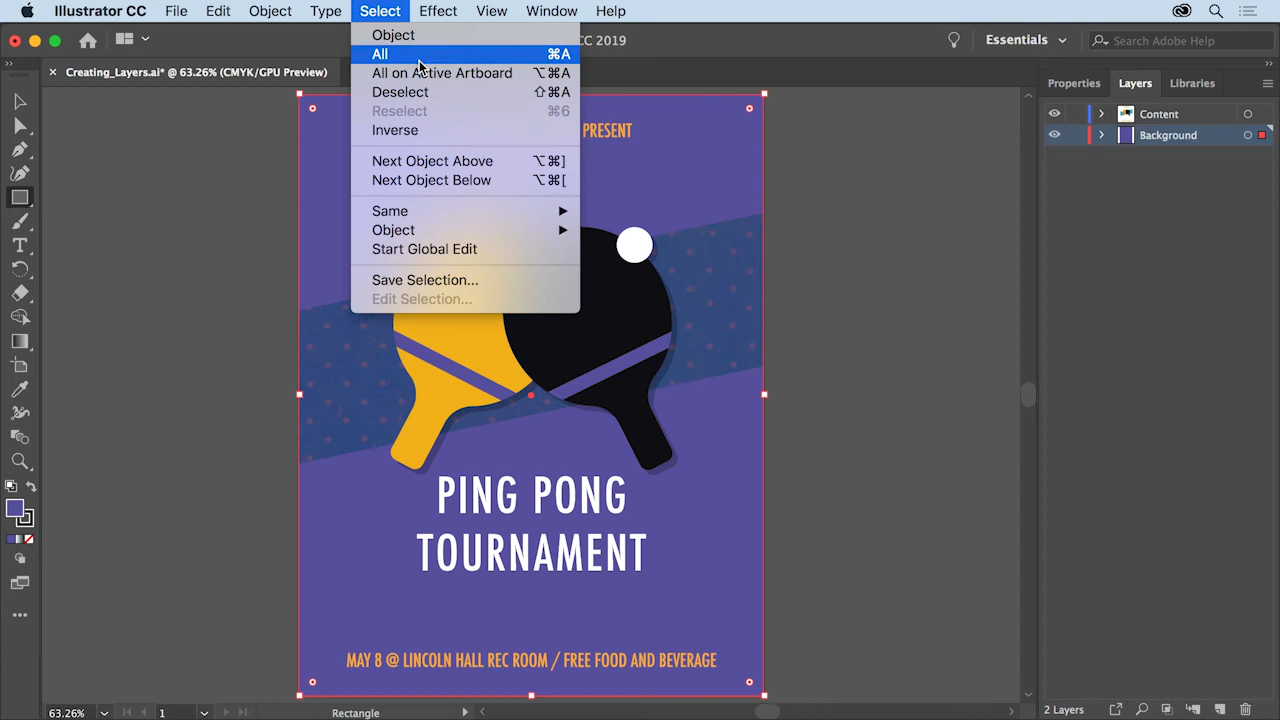 Illustrator CC File Edit Object Type Select Effect View Window Help
CC 2019
Essentials
Search Adobe Help
× Creating_Layers.ai* @ 63.26% (CMYK/GPU Preview)
Object
All ⌘A
All on Active Artboard ⌥⌘A
Deselect ⇧⌘A
Reselect ⌘6
Inverse
Next Object Above ⌥⌘]
Next Object Below ⌥⌘[
Same ▶
Object ▶
Start Global Edit
Save Selection...
Edit Selection...
PRESENT
PING PONG
TOURNAMENT
MAY 8 @ LINCOLN HALL REC ROOM / FREE FOOD AND BEVERAGE
Properties Layers Libraries
Content
Background
63.26% 1 Rectangle
2 Layers